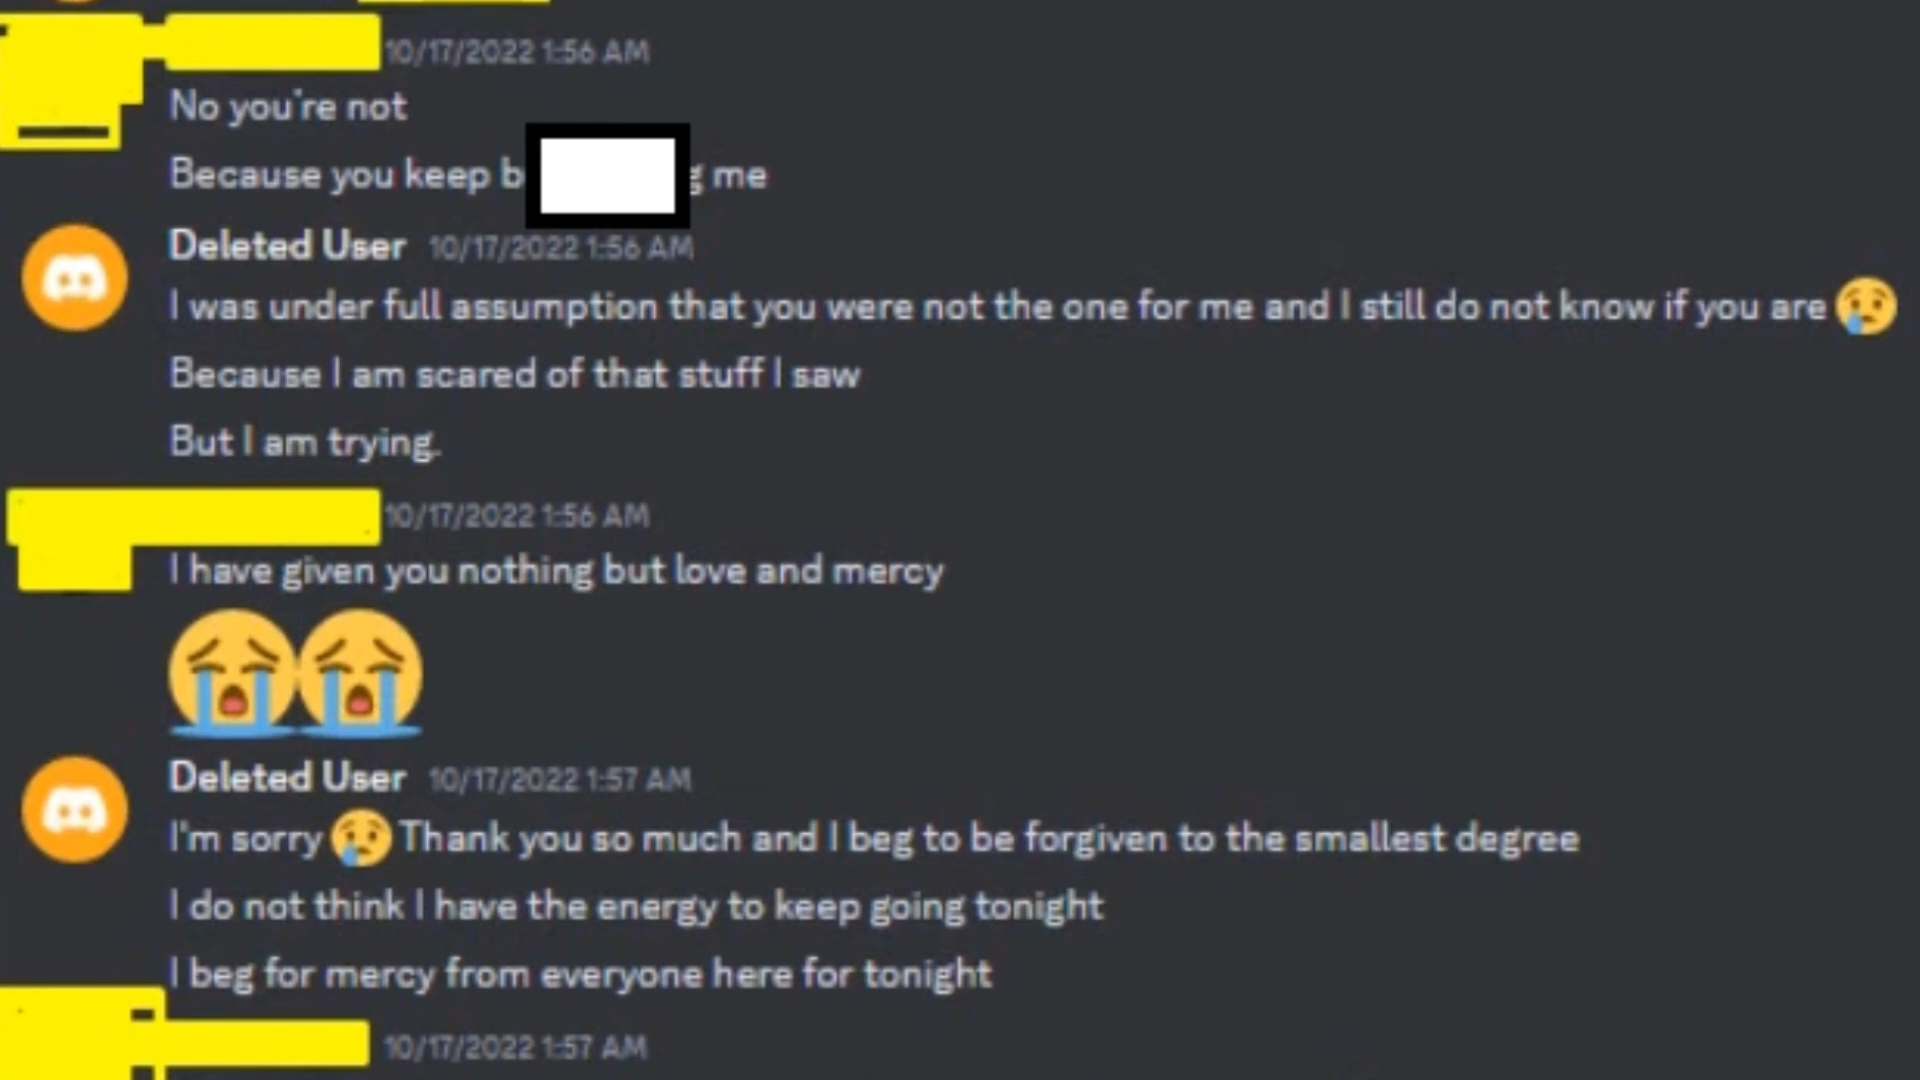 10/17/2022 1:56 AM
No you're not
Because you keep b g me
Deleted User 10/17/2022 1:56 AM
I was under full assumption that you were not the one for me and I still do not know if you are 😢
Because I am scared of that stuff I saw
But I am trying.
10/17/2022 1:56 AM
I have given you nothing but love and mercy
😭😭
Deleted User 10/17/2022 1:57 AM
I'm sorry 😢 Thank you so much and I beg to be forgiven to the smallest degree
I do not think I have the energy to keep going tonight
I beg for mercy from everyone here for tonight
10/17/2022 1:57 AM